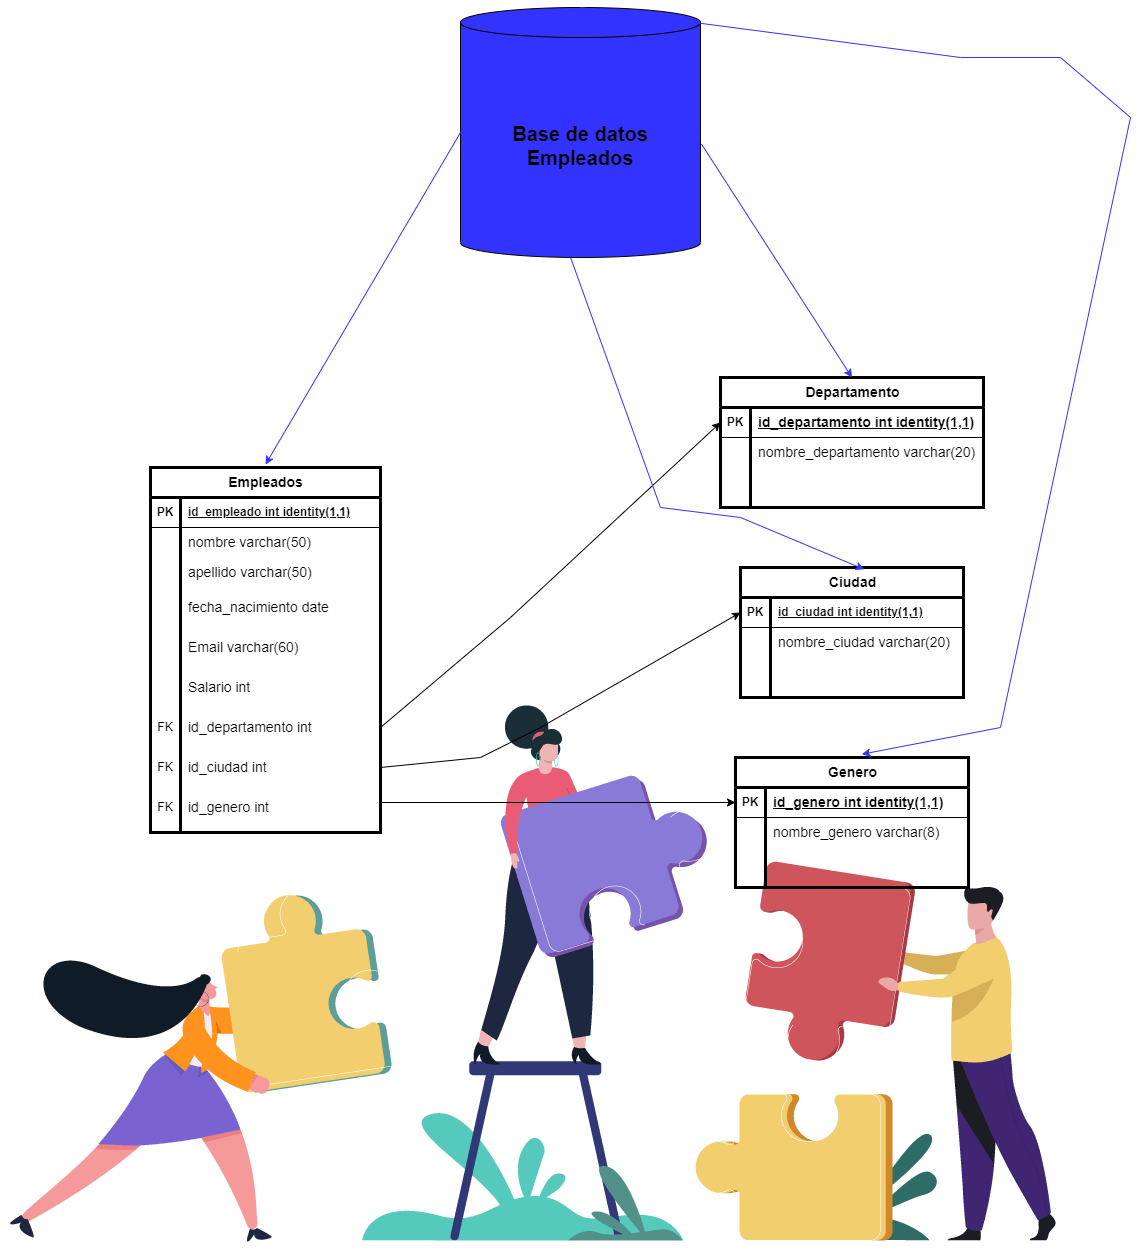 Base de datos
Empleados
Departamento
PK id_departamento int identity(1,1)
nombre_departamento varchar(20)
Empleados
PK id_empleado int identity(1,1)
nombre varchar(50)
apellido varchar(50)
fecha_nacimiento date
Email varchar(60)
Salario int
FK id_departamento int
FK id_ciudad int
FK id_genero int
Ciudad
PK id_ciudad int identity(1,1)
nombre_ciudad varchar(20)
Genero
PK id_genero int identity(1,1)
nombre_genero varchar(8)